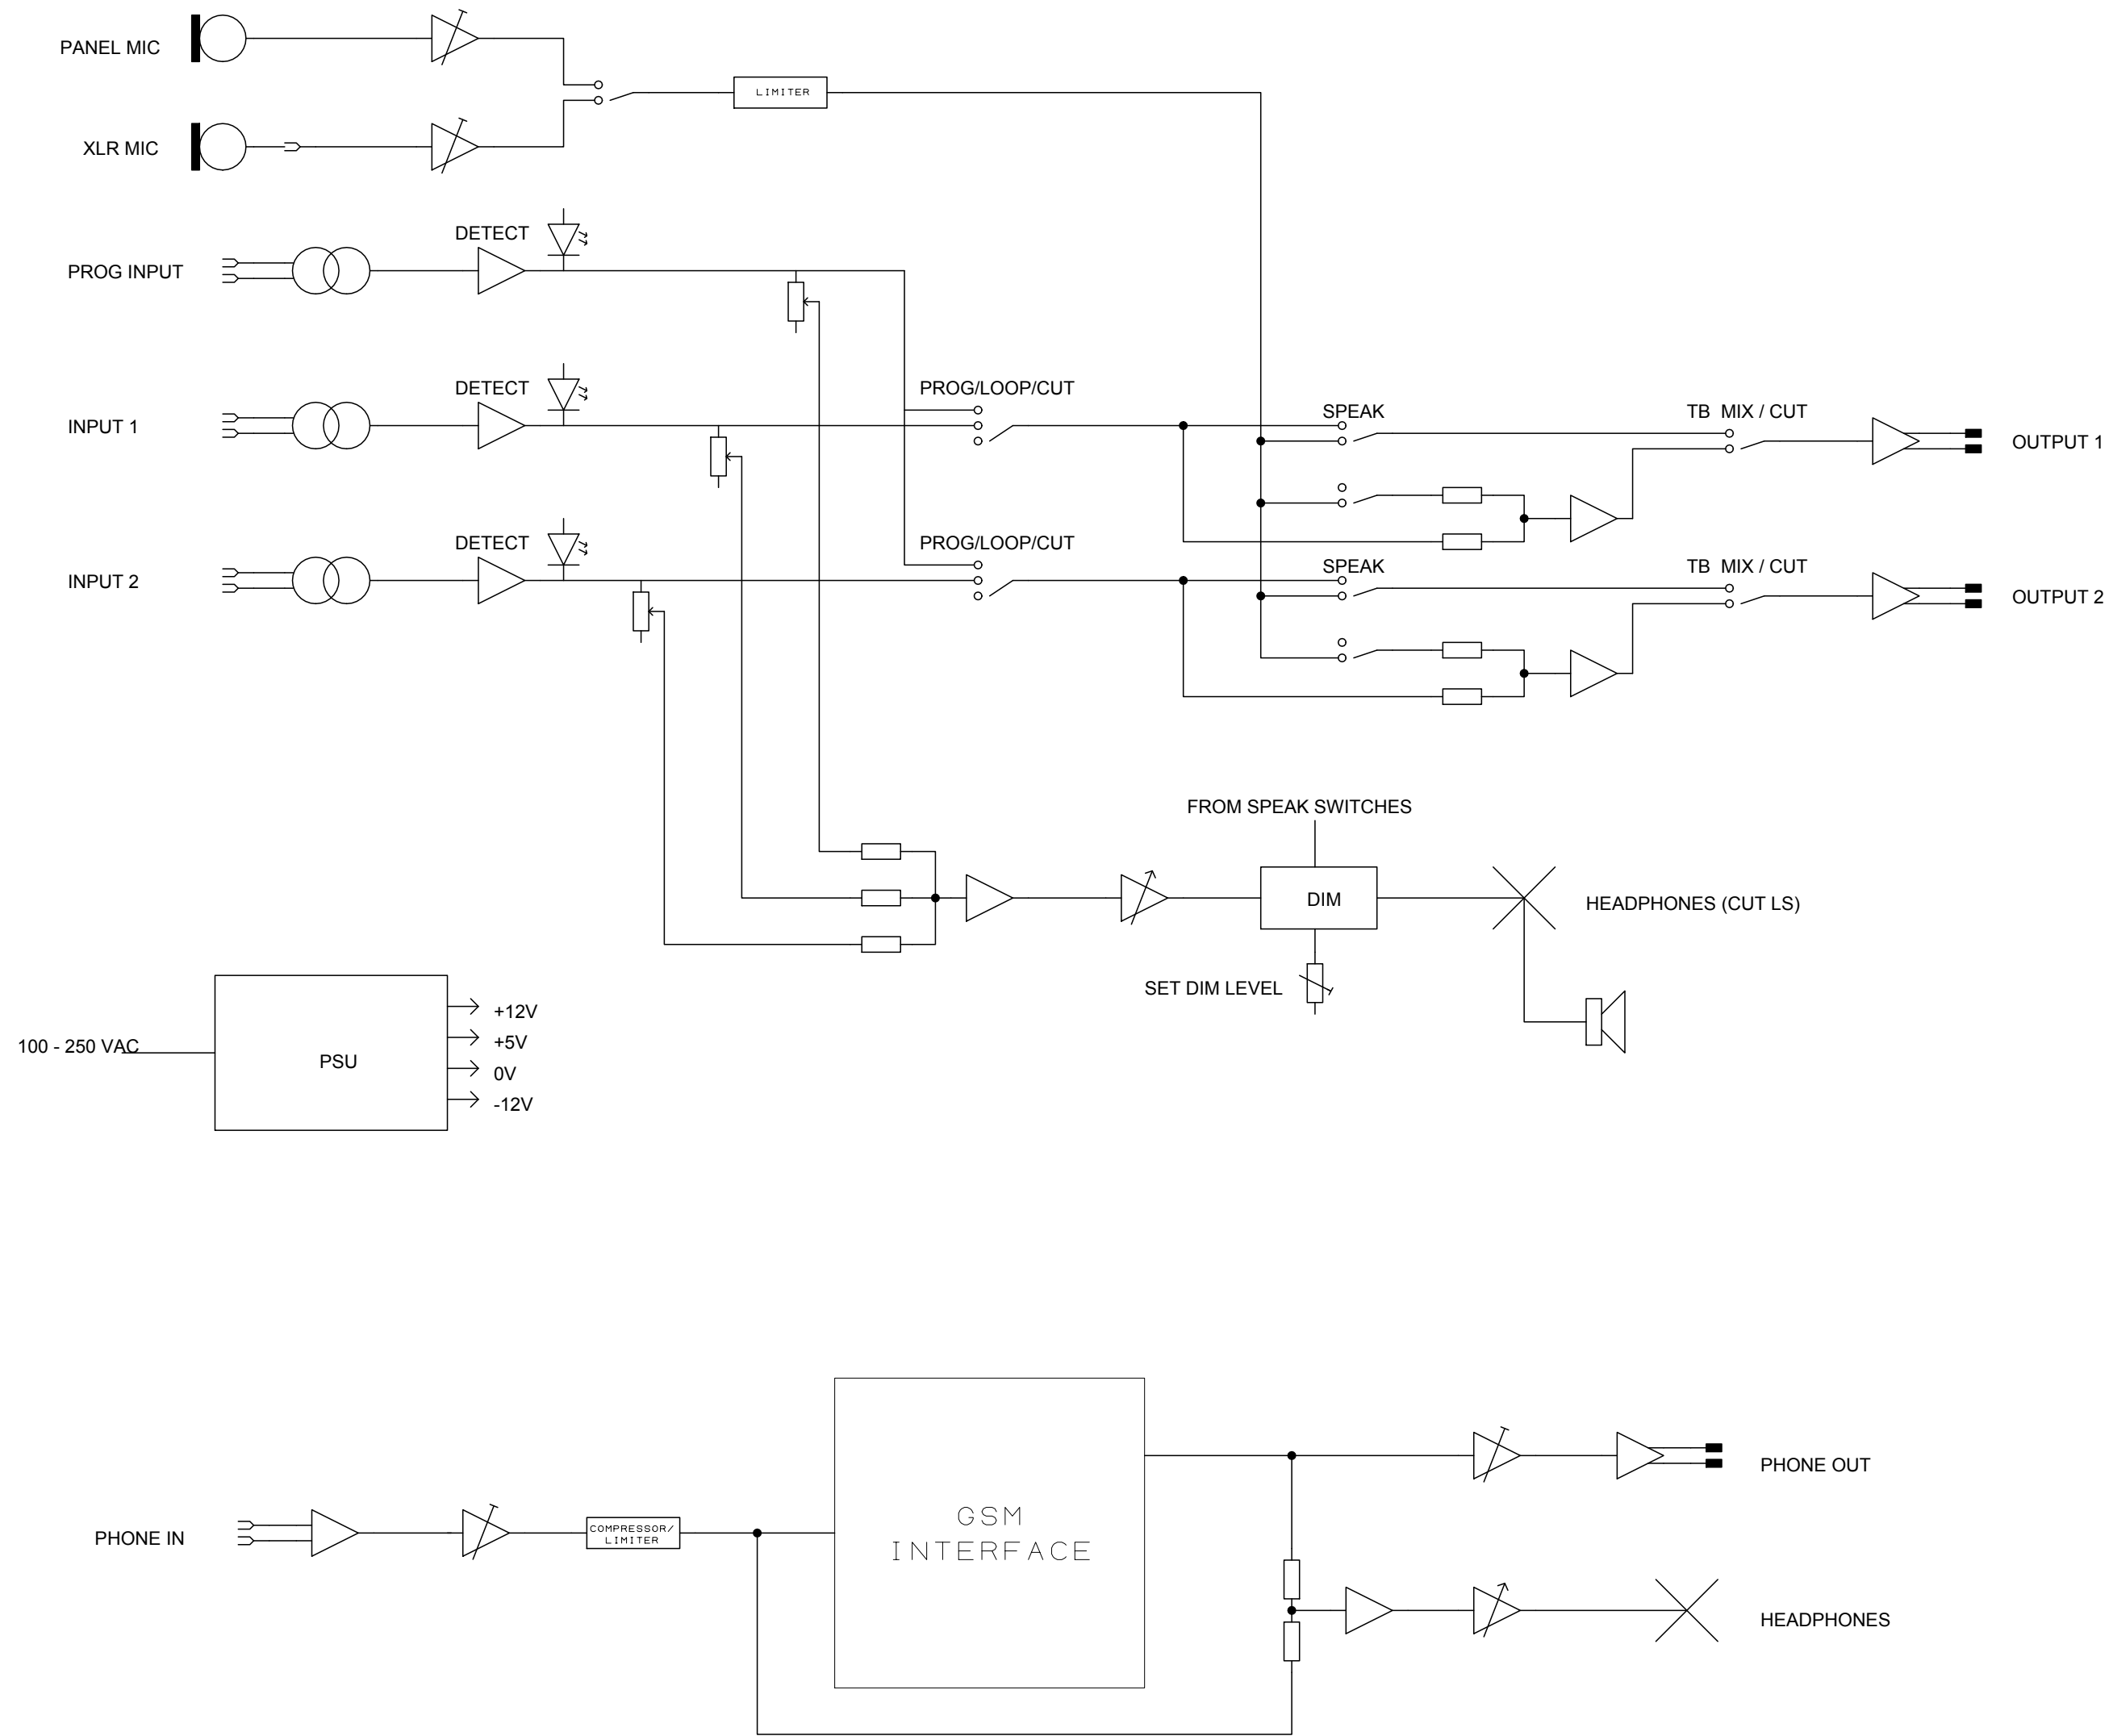 PANEL MIC
LIMITER
XLR MIC
DETECT
PROG INPUT
DETECT
PROG/LOOP/CUT
SPEAK
TB MIX / CUT
INPUT 1
OUTPUT 1
DETECT
PROG/LOOP/CUT
SPEAK
TB MIX / CUT
INPUT 2
OUTPUT 2
FROM SPEAK SWITCHES
DIM
HEADPHONES (CUT LS)
SET DIM LEVEL
100 - 250 VAC
PSU
+12V
+5V
0V
-12V
GSM
INTERFACE
PHONE OUT
PHONE IN
COMPRESSOR/
LIMITER
HEADPHONES